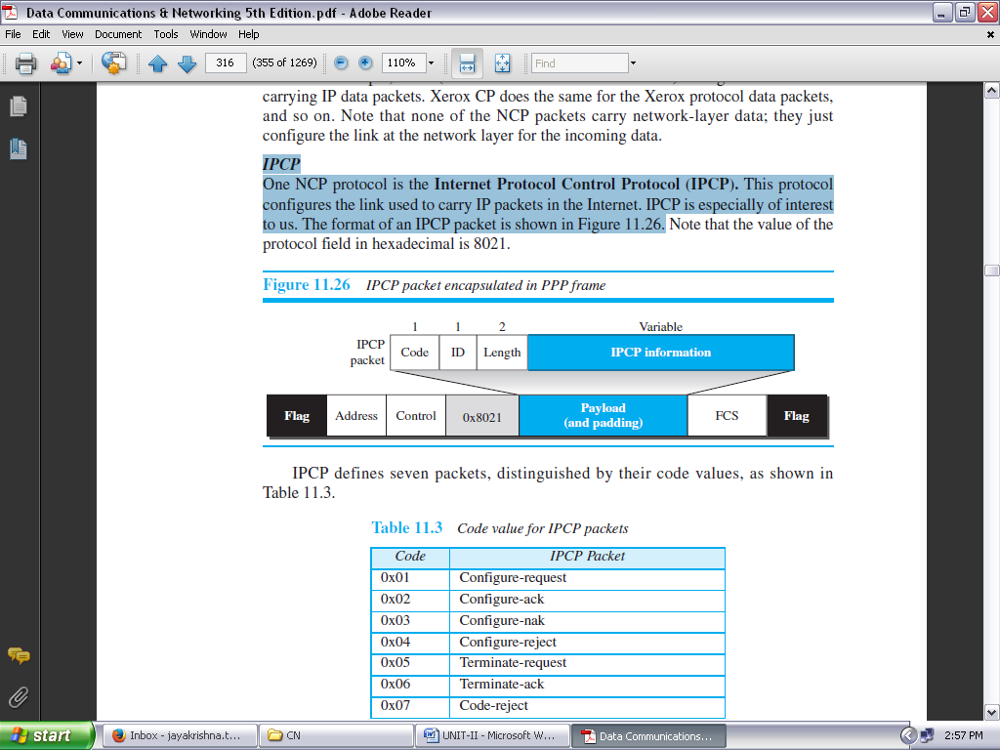 Data Communications & Networking 5th Edition.pdf - Adobe Reader
File Edit View Document Tools Window Help
316 (355 of 1269) 110% Find
carrying IP data packets. Xerox CP does the same for the Xerox protocol data packets,
and so on. Note that none of the NCP packets carry network-layer data; they just
configure the link at the network layer for the incoming data.
IPCP
One NCP protocol is the Internet Protocol Control Protocol (IPCP). This protocol
configures the link used to carry IP packets in the Internet. IPCP is especially of interest
to us. The format of an IPCP packet is shown in Figure 11.26. Note that the value of the
protocol field in hexadecimal is 8021.
Figure 11.26 IPCP packet encapsulated in PPP frame
1 1 2 Variable
IPCP
packet
Code ID Length IPCP information
Flag Address Control 0x8021
Payload
(and padding)
FCS Flag
IPCP defines seven packets, distinguished by their code values, as shown in
Table 11.3.
Table 11.3 Code value for IPCP packets
Code IPCP Packet
0x01 Configure-request
0x02 Configure-ack
0x03 Configure-nak
0x04 Configure-reject
0x05 Terminate-request
0x06 Terminate-ack
0x07 Code-reject
start Inbox - jayakrishna.t... CN UNIT-II - Microsoft W... Data Communications... 2:57 PM